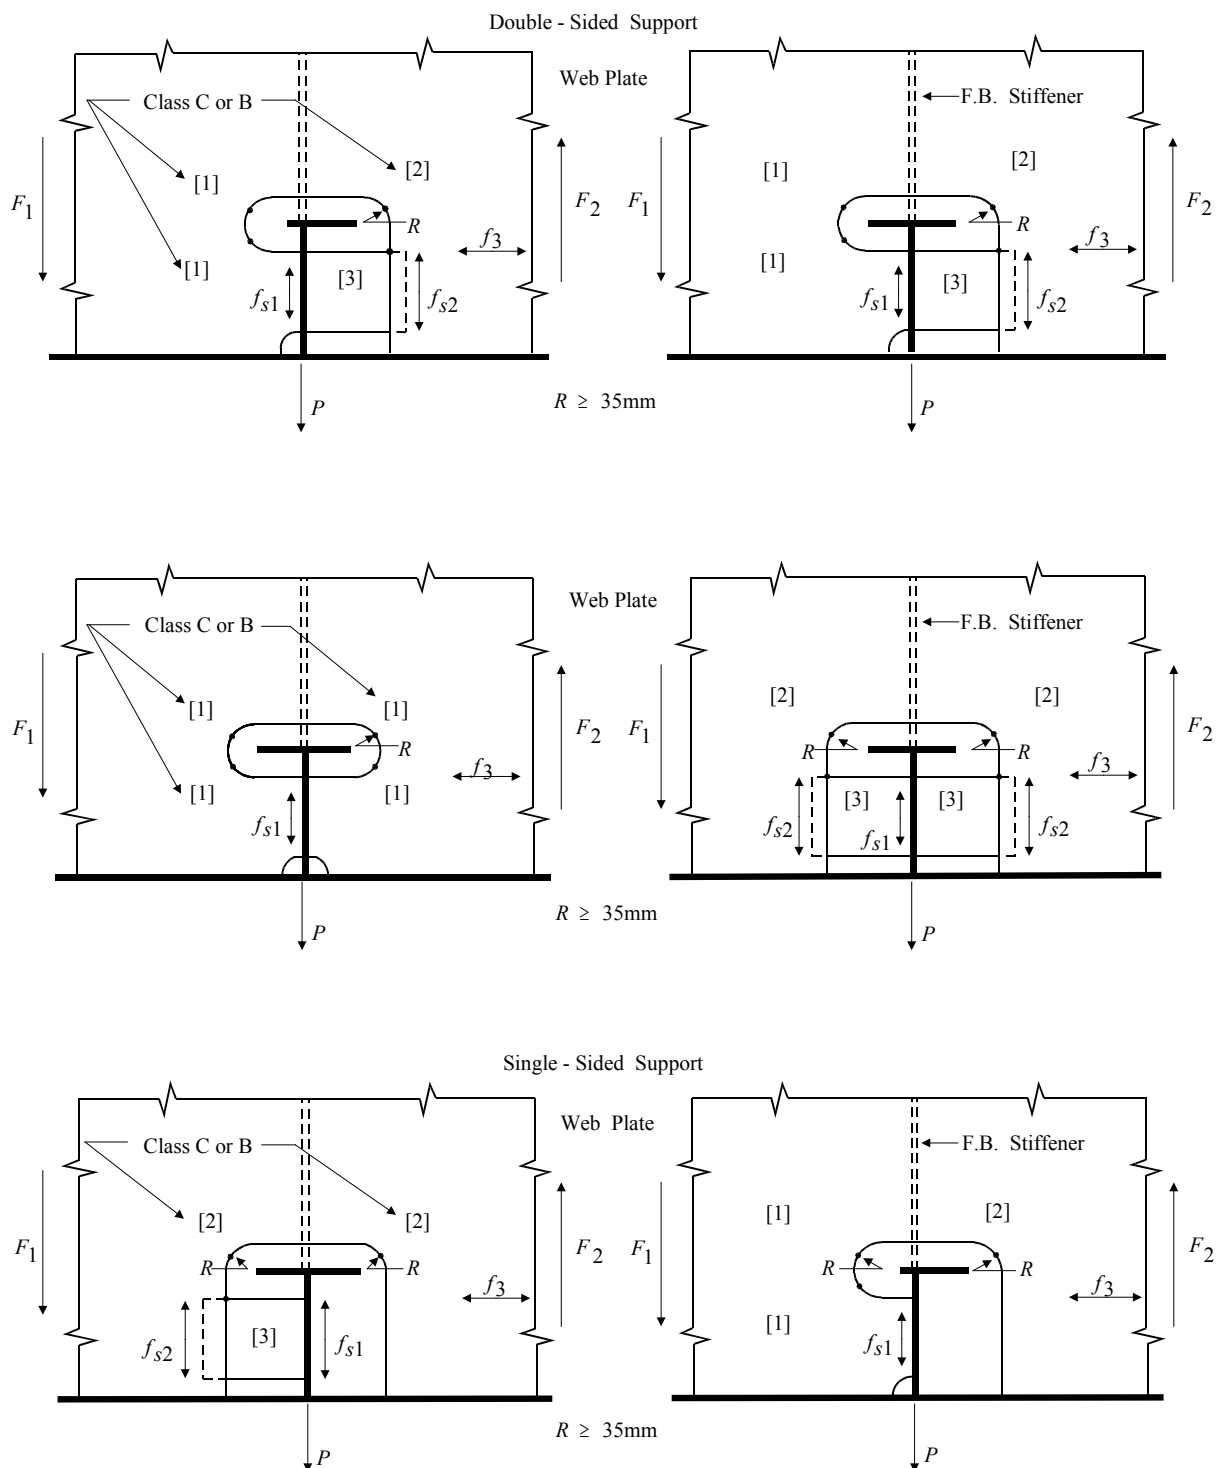 Double - Sided Support
Web Plate
Class C or B
F.B. Stiffener
[1]
[2]
[1]
[2]
F1
R
F2
F1
R
F2
f3
f3
[1]
[3]
[1]
[3]
fs1
fs2
fs1
fs2
P
R ≥ 35mm
P
Web Plate
Class C or B
F.B. Stiffener
[1]
[1]
[2]
[2]
F1
R
F2
F1
R
R
F2
f3
f3
[1]
[1]
[3]
[3]
fs1
fs2
fs1
fs2
P
R ≥ 35mm
P
Single - Sided Support
Web Plate
Class C or B
F.B. Stiffener
[2]
[2]
[1]
[2]
F1
R
R
F2
F1
R
R
F2
f3
f3
[3]
[1]
fs2
fs1
fs1
R ≥ 35mm
P
P